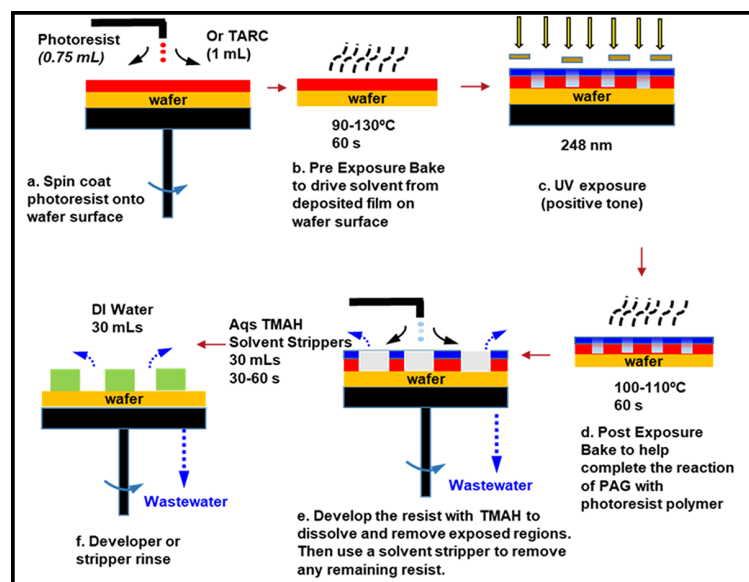 Photoresist
(0.75 mL)
Or TARC
(1 mL)
wafer
a. Spin coat
photoresist onto
wafer surface
wafer
90-130ºC
60 s
b. Pre Exposure Bake
to drive solvent from
deposited film on
wafer surface
wafer
248 nm
c. UV exposure
(positive tone)
wafer
100-110ºC
60 s
d. Post Exposure
Bake to help
complete the reaction
of PAG with
photoresist polymer
Aqs TMAH
Solvent Strippers
30 mLs
30-60 s
wafer
Wastewater
e. Develop the resist with TMAH to
dissolve and remove exposed regions.
Then use a solvent stripper to remove
any remaining resist.
DI Water
30 mLs
wafer
Wastewater
f. Developer or
stripper rinse